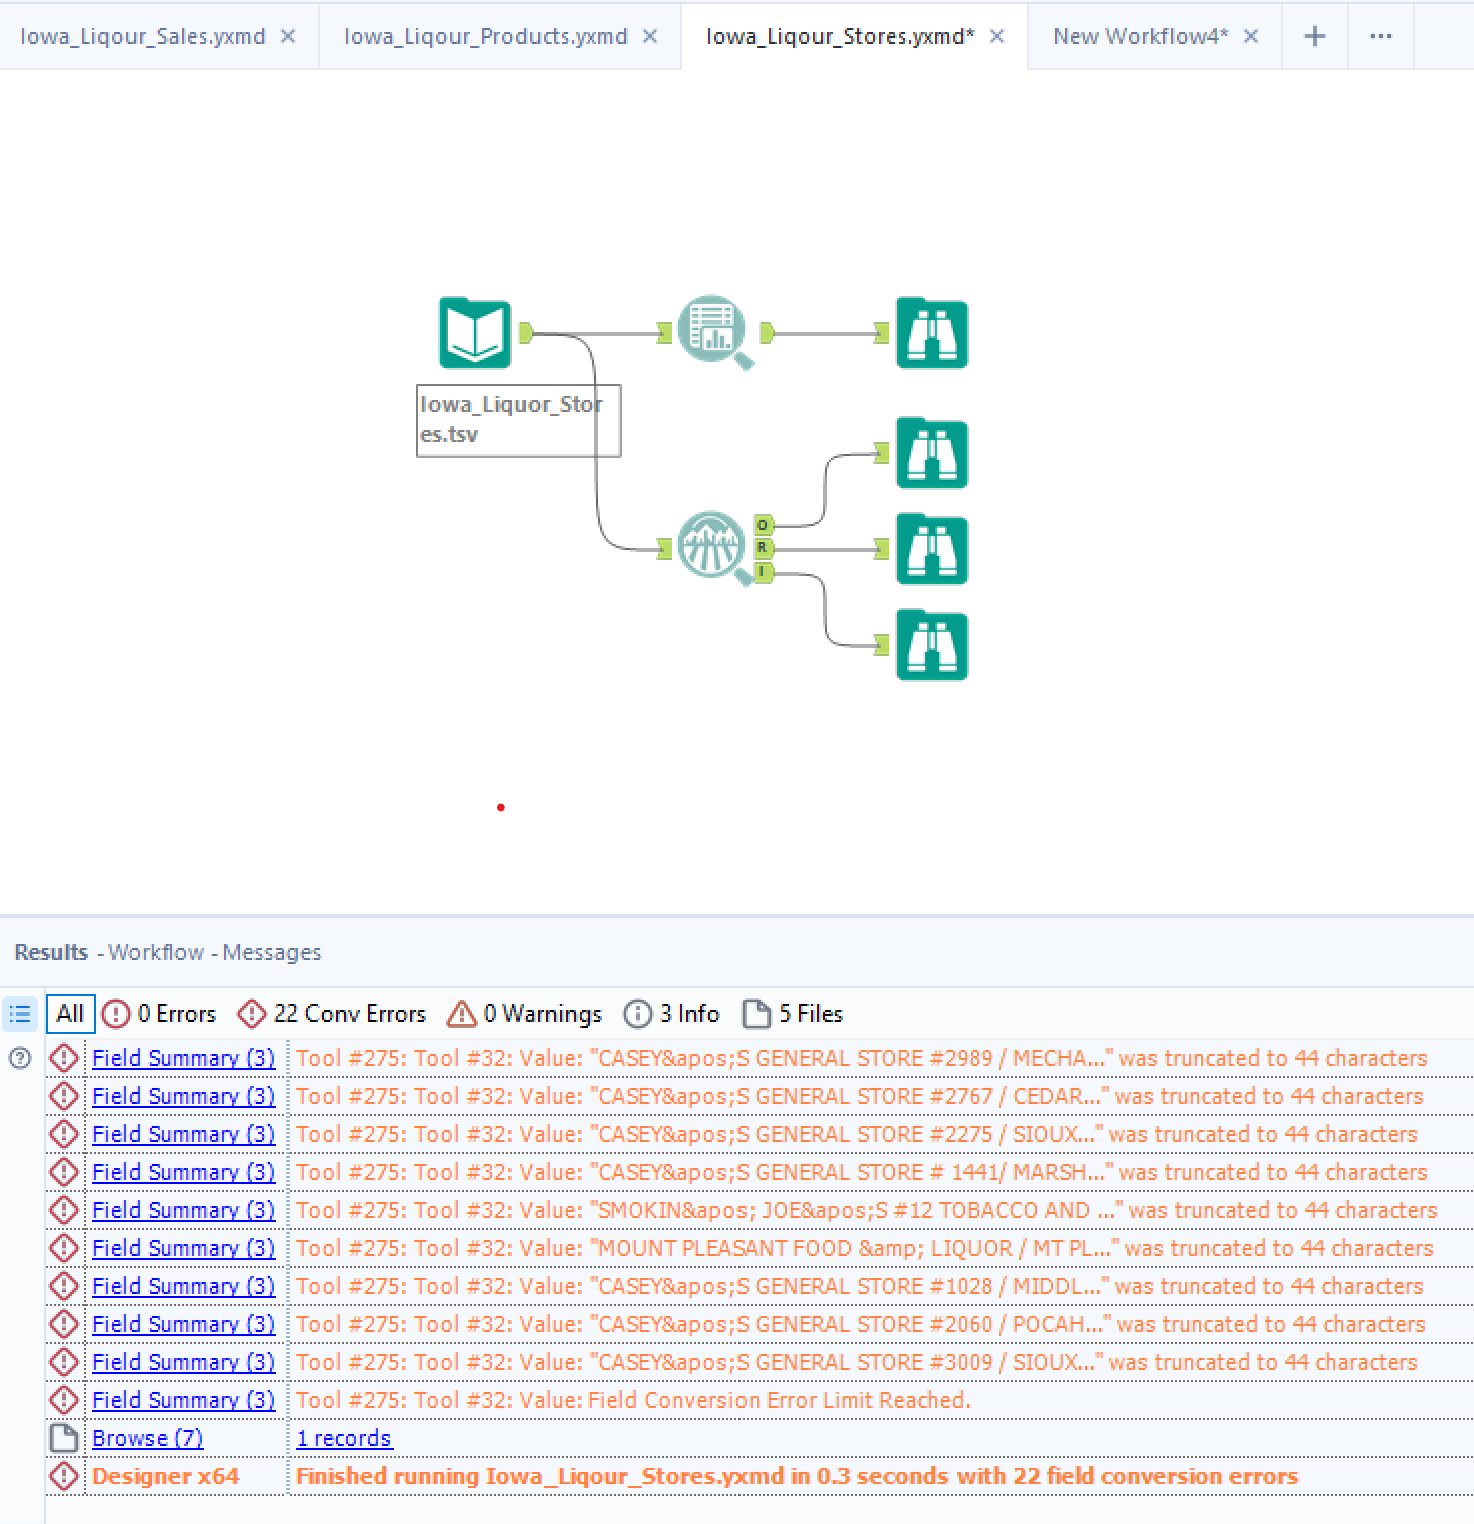 Iowa_Liqour_Sales.yxmd
Iowa_Liqour_Products.yxmd
Iowa_Liqour_Stores.yxmd*
New Workflow4*
Iowa_Liquor_Stor
es.tsv
O
R
I
Results - Workflow - Messages
All 0 Errors 22 Conv Errors 0 Warnings 3 Info 5 Files
Field Summary (3) Tool #275: Tool #32: Value: "CASEY&apos;S GENERAL STORE #2989 / MECHA..." was truncated to 44 characters
Field Summary (3) Tool #275: Tool #32: Value: "CASEY&apos;S GENERAL STORE #2767 / CEDAR..." was truncated to 44 characters
Field Summary (3) Tool #275: Tool #32: Value: "CASEY&apos;S GENERAL STORE #2275 / SIOUX..." was truncated to 44 characters
Field Summary (3) Tool #275: Tool #32: Value: "CASEY&apos;S GENERAL STORE # 1441/ MARSH..." was truncated to 44 characters
Field Summary (3) Tool #275: Tool #32: Value: "SMOKIN&apos; JOE&apos;S #12 TOBACCO AND ..." was truncated to 44 characters
Field Summary (3) Tool #275: Tool #32: Value: "MOUNT PLEASANT FOOD &amp; LIQUOR / MT PL..." was truncated to 44 characters
Field Summary (3) Tool #275: Tool #32: Value: "CASEY&apos;S GENERAL STORE #1028 / MIDDL..." was truncated to 44 characters
Field Summary (3) Tool #275: Tool #32: Value: "CASEY&apos;S GENERAL STORE #2060 / POCAH..." was truncated to 44 characters
Field Summary (3) Tool #275: Tool #32: Value: "CASEY&apos;S GENERAL STORE #3009 / SIOUX..." was truncated to 44 characters
Field Summary (3) Tool #275: Tool #32: Value: Field Conversion Error Limit Reached.
Browse (7) 1 records
Designer x64 Finished running Iowa_Liqour_Stores.yxmd in 0.3 seconds with 22 field conversion errors